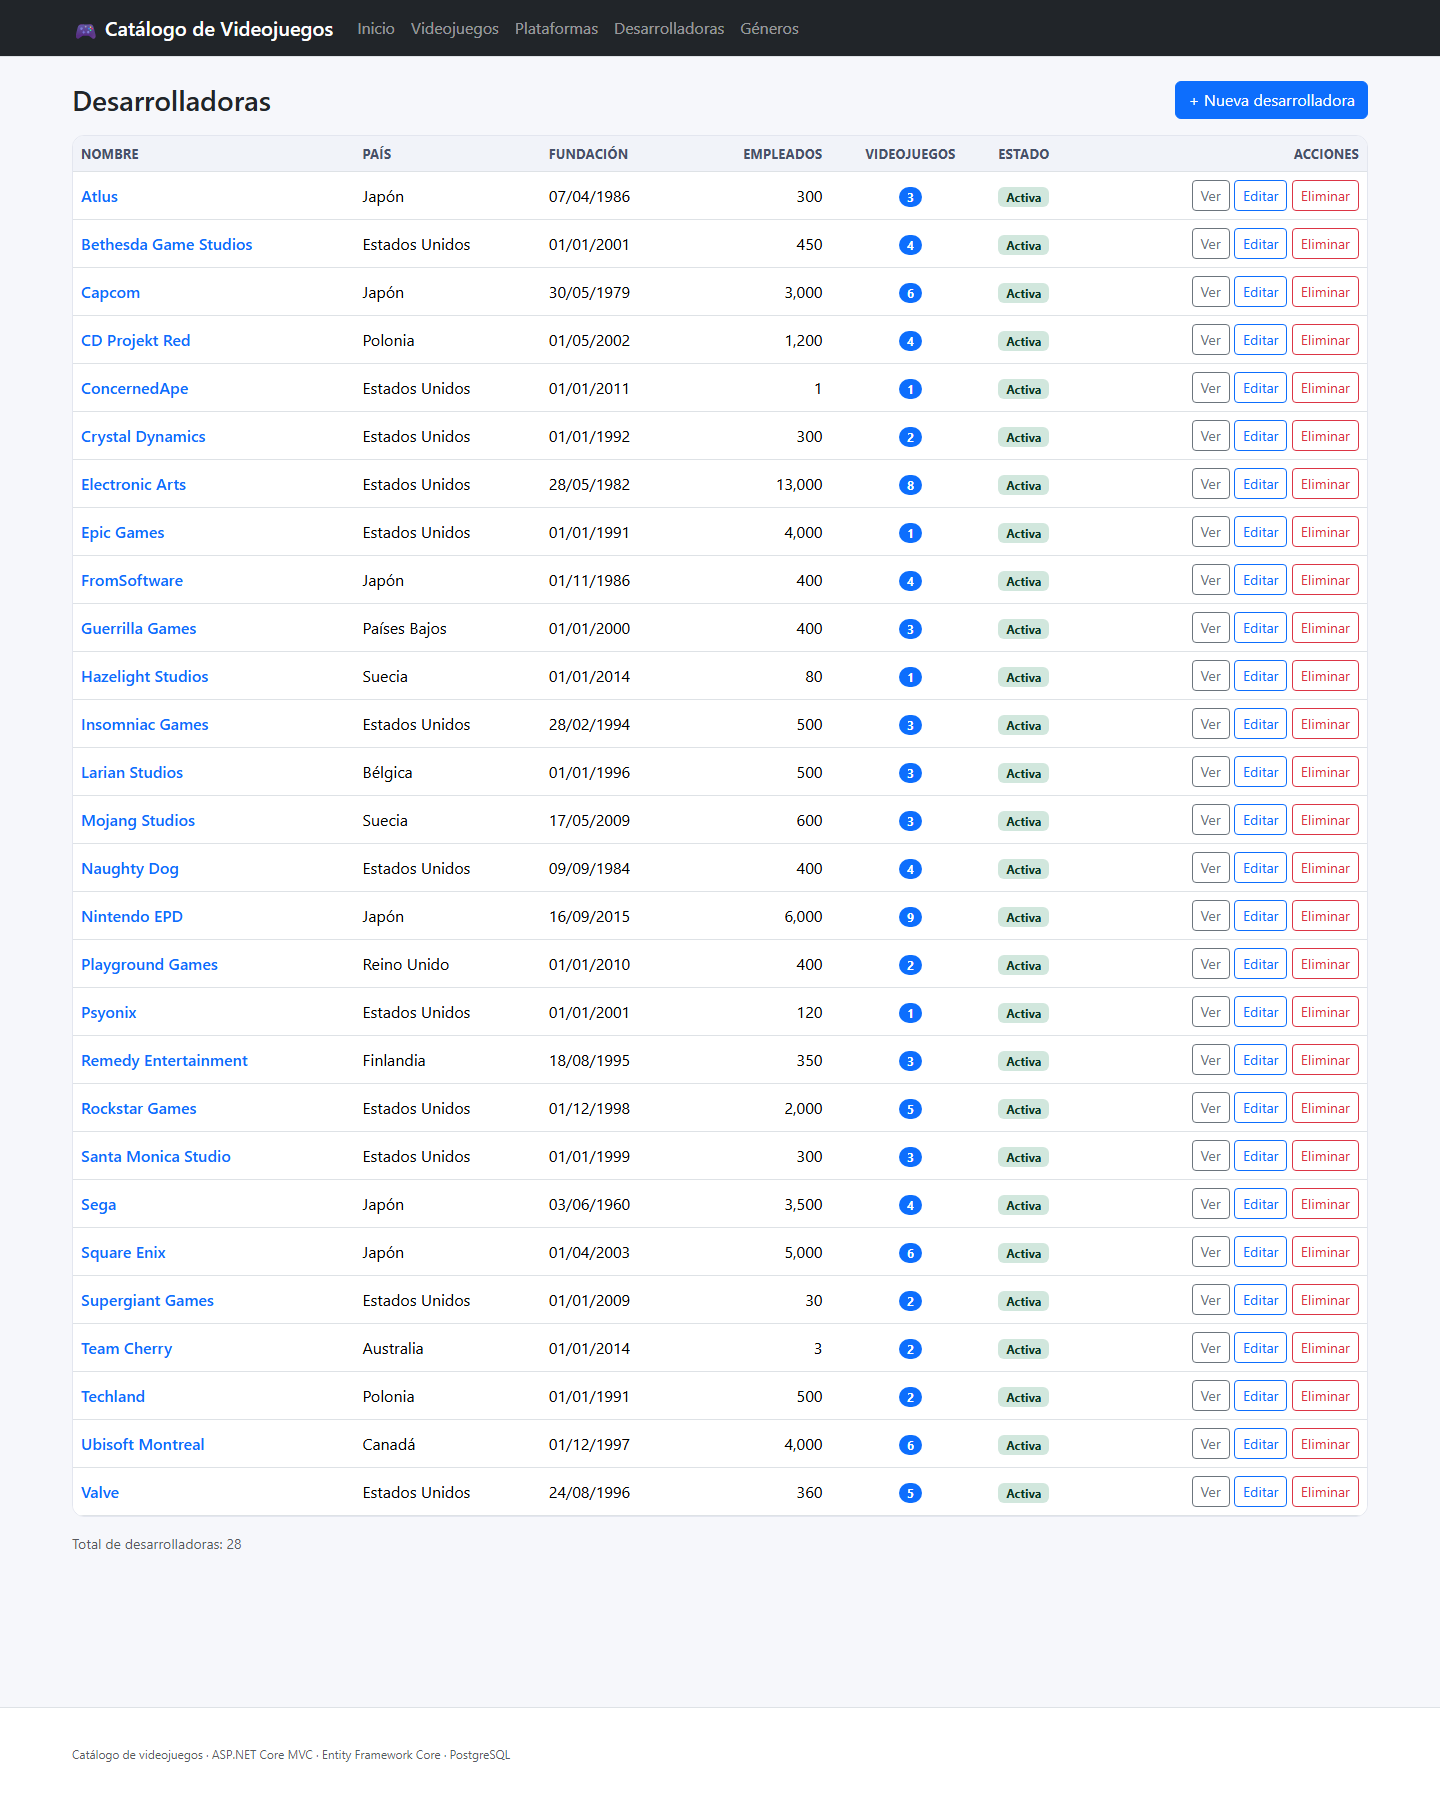 Catálogo de Videojuegos Inicio Videojuegos Plataformas Desarrolladoras Géneros
Desarrolladoras + Nueva desarrolladora
NOMBRE PAÍS FUNDACIÓN EMPLEADOS VIDEOJUEGOS ESTADO ACCIONES
Atlus Japón 07/04/1986 300 3 Activa Ver Editar Eliminar
Bethesda Game Studios Estados Unidos 01/01/2001 450 4 Activa Ver Editar Eliminar
Capcom Japón 30/05/1979 3,000 6 Activa Ver Editar Eliminar
CD Projekt Red Polonia 01/05/2002 1,200 4 Activa Ver Editar Eliminar
ConcernedApe Estados Unidos 01/01/2011 1 1 Activa Ver Editar Eliminar
Crystal Dynamics Estados Unidos 01/01/1992 300 2 Activa Ver Editar Eliminar
Electronic Arts Estados Unidos 28/05/1982 13,000 8 Activa Ver Editar Eliminar
Epic Games Estados Unidos 01/01/1991 4,000 1 Activa Ver Editar Eliminar
FromSoftware Japón 01/11/1986 400 4 Activa Ver Editar Eliminar
Guerrilla Games Países Bajos 01/01/2000 400 3 Activa Ver Editar Eliminar
Hazelight Studios Suecia 01/01/2014 80 1 Activa Ver Editar Eliminar
Insomniac Games Estados Unidos 28/02/1994 500 3 Activa Ver Editar Eliminar
Larian Studios Bélgica 01/01/1996 500 3 Activa Ver Editar Eliminar
Mojang Studios Suecia 17/05/2009 600 3 Activa Ver Editar Eliminar
Naughty Dog Estados Unidos 09/09/1984 400 4 Activa Ver Editar Eliminar
Nintendo EPD Japón 16/09/2015 6,000 9 Activa Ver Editar Eliminar
Playground Games Reino Unido 01/01/2010 400 2 Activa Ver Editar Eliminar
Psyonix Estados Unidos 01/01/2001 120 1 Activa Ver Editar Eliminar
Remedy Entertainment Finlandia 18/08/1995 350 3 Activa Ver Editar Eliminar
Rockstar Games Estados Unidos 01/12/1998 2,000 5 Activa Ver Editar Eliminar
Santa Monica Studio Estados Unidos 01/01/1999 300 3 Activa Ver Editar Eliminar
Sega Japón 03/06/1960 3,500 4 Activa Ver Editar Eliminar
Square Enix Japón 01/04/2003 5,000 6 Activa Ver Editar Eliminar
Supergiant Games Estados Unidos 01/01/2009 30 2 Activa Ver Editar Eliminar
Team Cherry Australia 01/01/2014 3 2 Activa Ver Editar Eliminar
Techland Polonia 01/01/1991 500 2 Activa Ver Editar Eliminar
Ubisoft Montreal Canadá 01/12/1997 4,000 6 Activa Ver Editar Eliminar
Valve Estados Unidos 24/08/1996 360 5 Activa Ver Editar Eliminar
Total de desarrolladoras: 28
Catálogo de videojuegos · ASP.NET Core MVC · Entity Framework Core · PostgreSQL